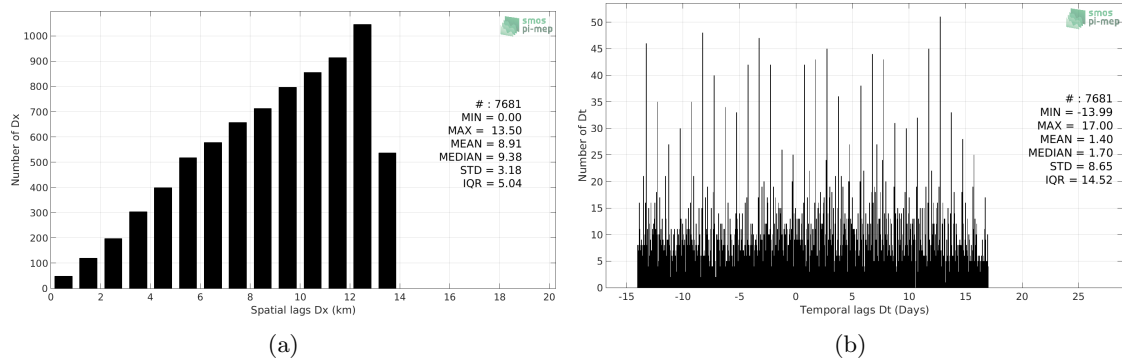 1000
900
800
700
600
500
400
300
200
100
0
Number of Dx
0 2 4 6 8 10 12 14 16 18 20
Spatial lags Dx (km)
smos
pi-mep
# : 7681
MIN = 0.00
MAX = 13.50
MEAN = 8.91
MEDIAN = 9.38
STD = 3.18
IQR = 5.04
(a)
50
45
40
35
30
25
20
15
10
5
0
Number of Dt
-15 -10 -5 0 5 10 15 20 25
Temporal lags Dt (Days)
smos
pi-mep
# : 7681
MIN = -13.99
MAX = 17.00
MEAN = 1.40
MEDIAN = 1.70
STD = 8.65
IQR = 14.52
(b)